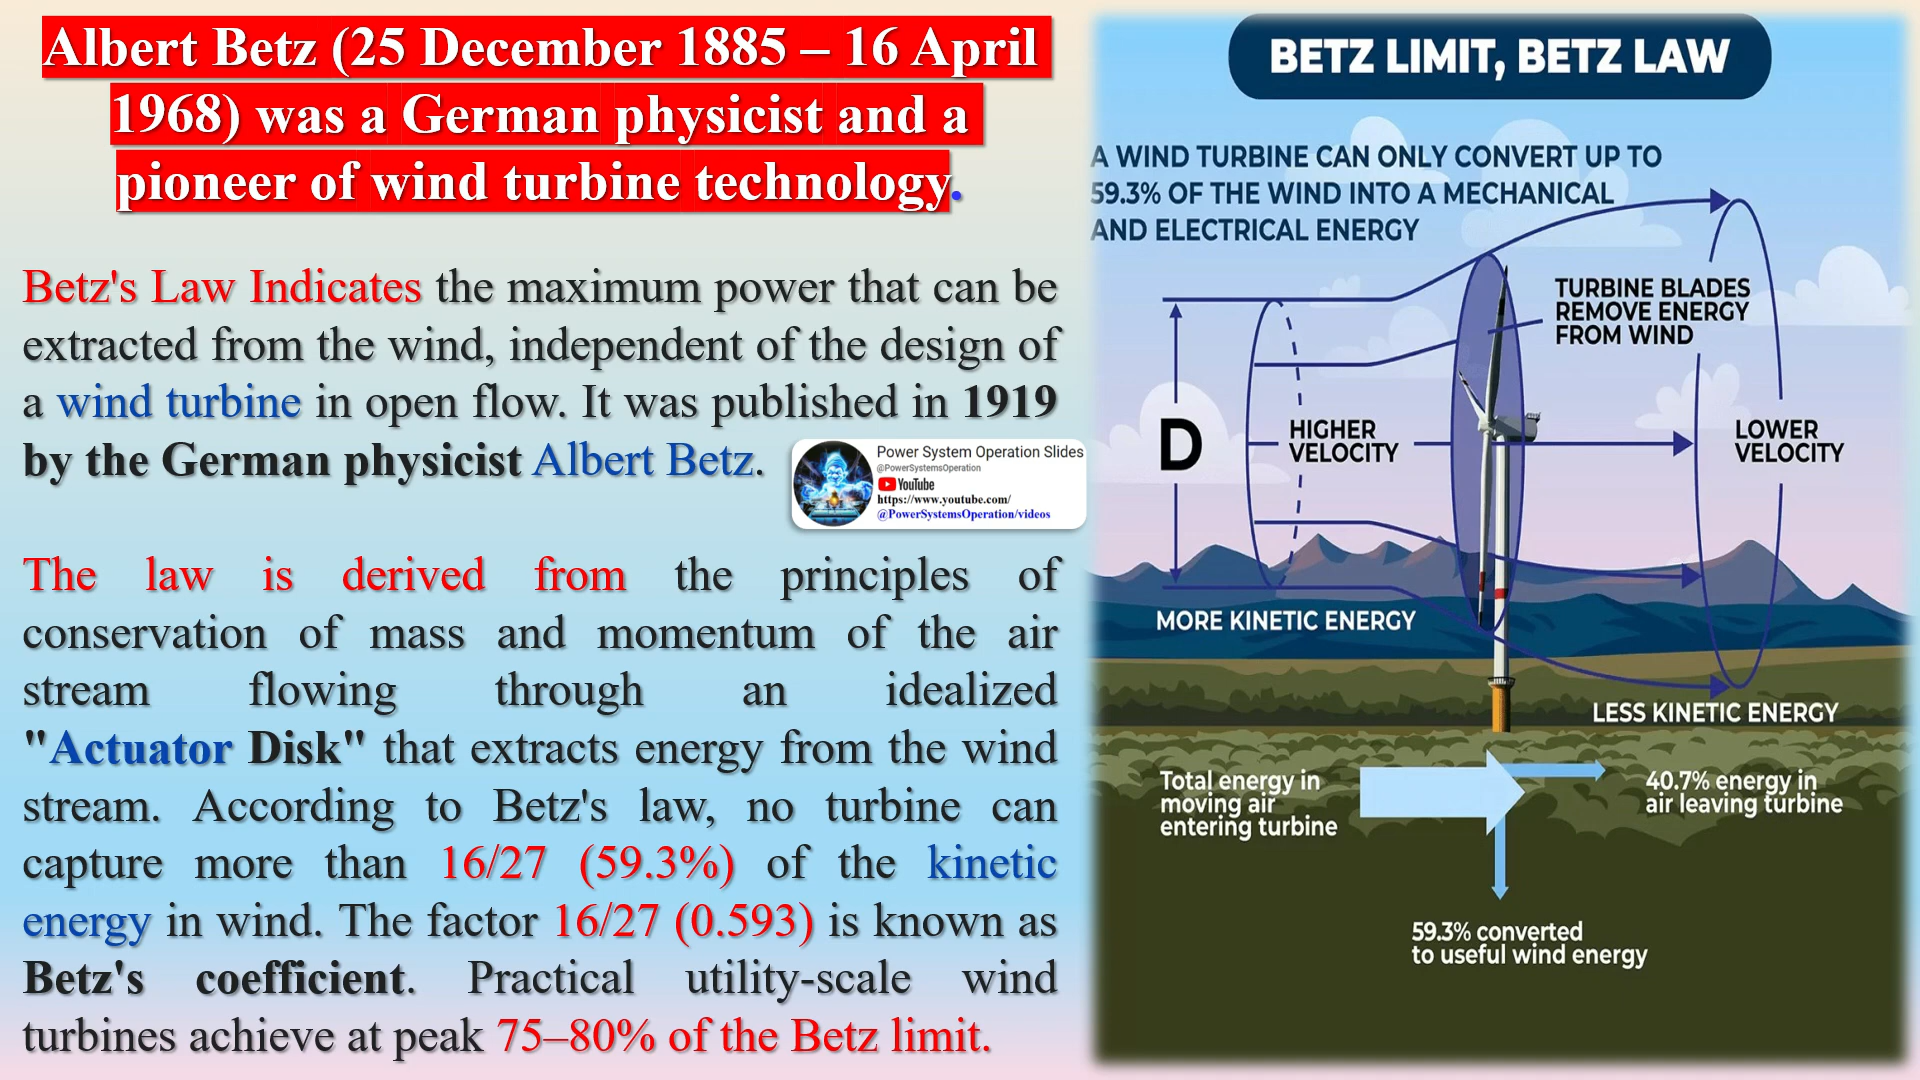 Albert Betz (25 December 1885 – 16 April
1968) was a German physicist and a
pioneer of wind turbine technology.
Betz's Law Indicates the maximum power that can be
extracted from the wind, independent of the design of
a wind turbine in open flow. It was published in 1919
by the German physicist Albert Betz.
Power System Operation Slides
@PowerSystemsOperation
YouTube
https://www.youtube.com/
@PowerSystemsOperation/videos
The law is derived from the principles of
conservation of mass and momentum of the air
stream flowing through an idealized
"Actuator Disk" that extracts energy from the wind
stream. According to Betz's law, no turbine can
capture more than 16/27 (59.3%) of the kinetic
energy in wind. The factor 16/27 (0.593) is known as
Betz's coefficient. Practical utility-scale wind
turbines achieve at peak 75–80% of the Betz limit.
BETZ LIMIT, BETZ LAW
A WIND TURBINE CAN ONLY CONVERT UP TO
59.3% OF THE WIND INTO A MECHANICAL
AND ELECTRICAL ENERGY
TURBINE BLADES
REMOVE ENERGY
FROM WIND
D
HIGHER
VELOCITY
LOWER
VELOCITY
MORE KINETIC ENERGY
LESS KINETIC ENERGY
Total energy in
moving air
entering turbine
40.7% energy in
air leaving turbine
59.3% converted
to useful wind energy